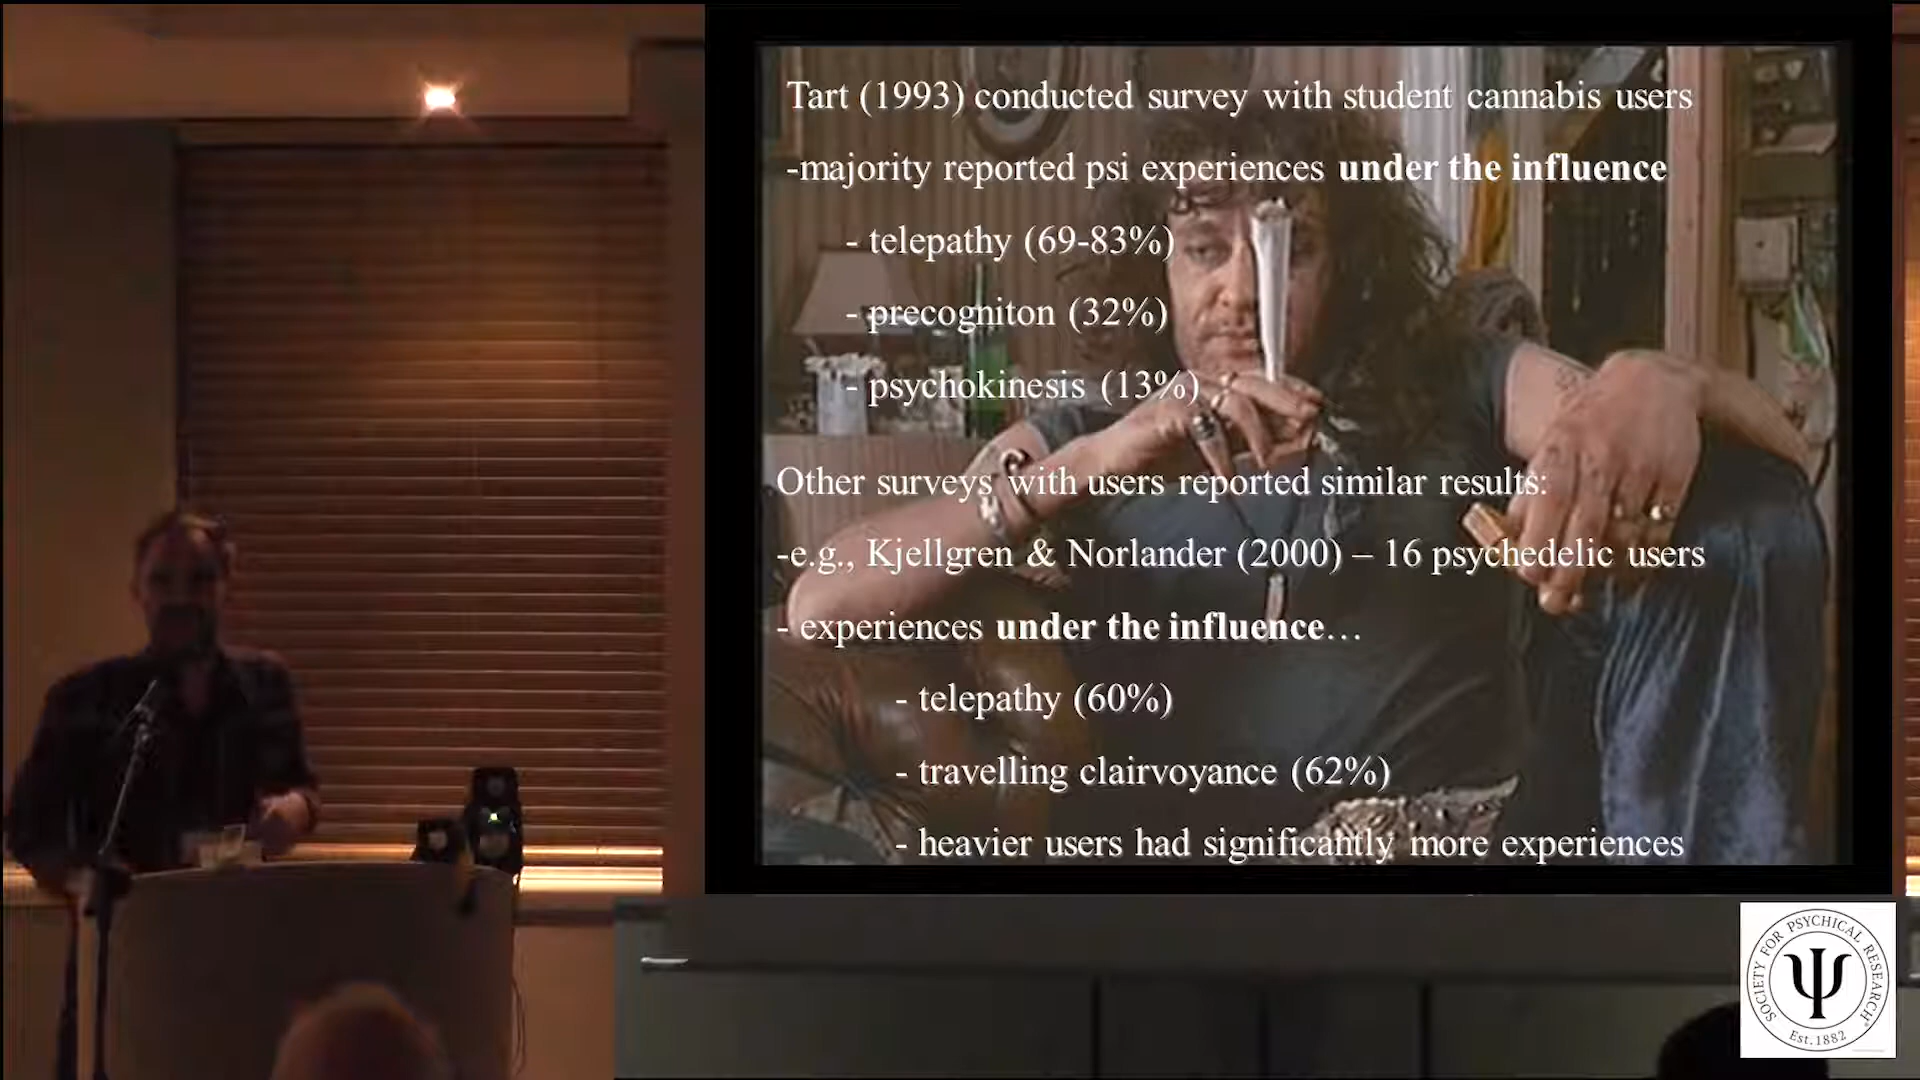 Tart (1993) conducted survey with student cannabis users
-majority reported psi experiences under the influence
- telepathy (69-83%)
- precogniton (32%)
- psychokinesis (13%)
Other surveys with users reported similar results:
-e.g., Kjellgren & Norlander (2000) – 16 psychedelic users
- experiences under the influence…
- telepathy (60%)
- travelling clairvoyance (62%)
- heavier users had significantly more experiences
SOCIETY FOR PSYCHICAL RESEARCH
Ψ
Est.1882